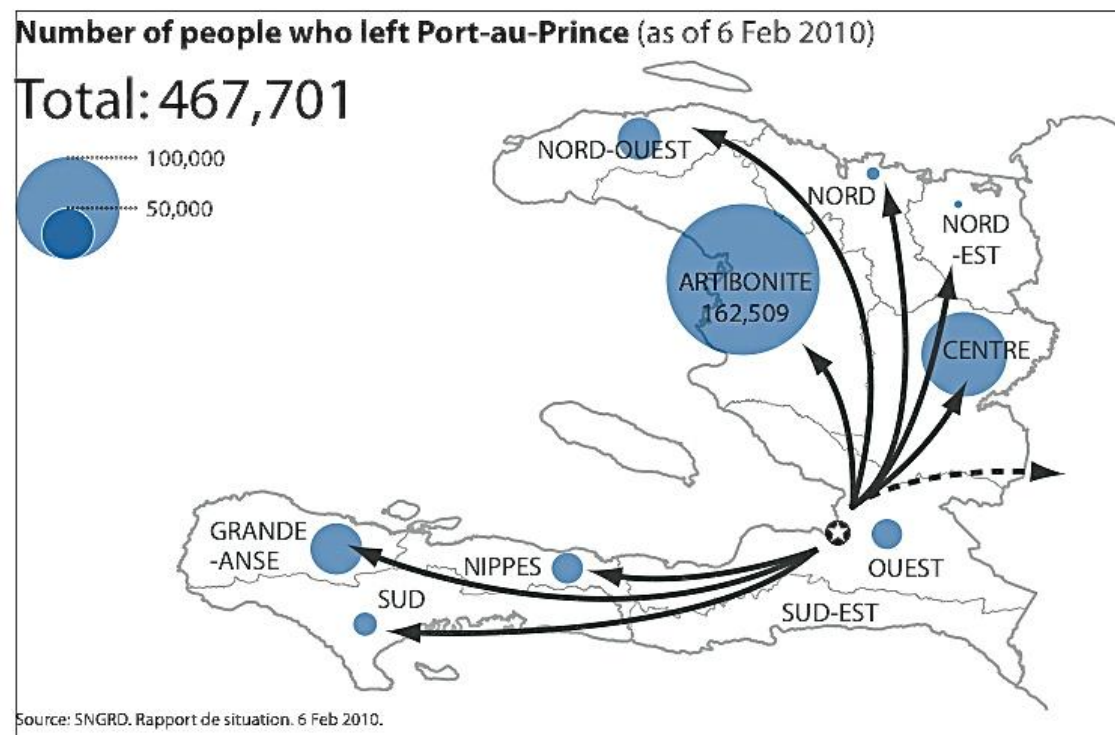 Number of people who left Port-au-Prince (as of 6 Feb 2010)
Total: 467,701
100,000
50,000
NORD-OUEST
NORD
NORD
-EST
ARTIBONITE
162,509
CENTRE
GRANDE
-ANSE
NIPPES
OUEST
SUD
SUD-EST
Source: SNGRD. Rapport de situation. 6 Feb 2010.